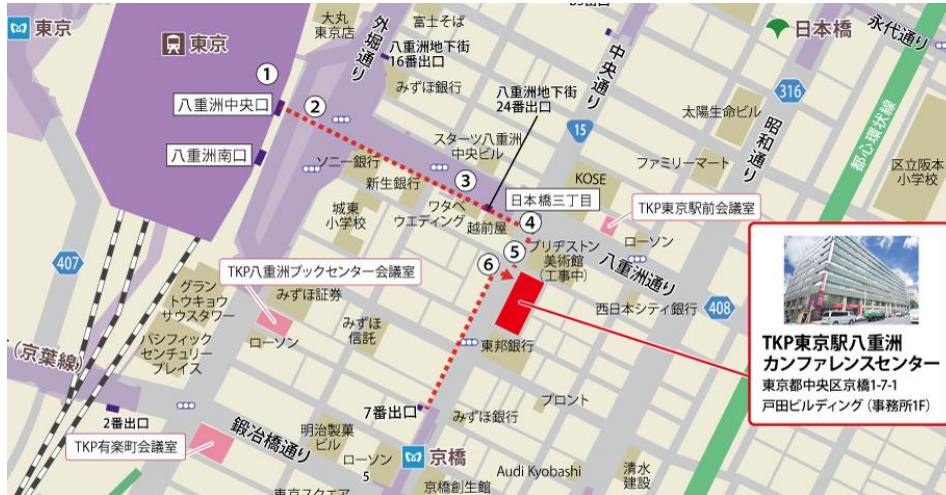 東京
東京
大丸
東京店
外堀通り
富士そば
八重洲地下街
16番出口
みずほ銀行
中央通り
日本橋
永代通り
316
昭和通り
太陽生命ビル
都心環状線
区立阪本
小学校
①
八重洲中央口
②
八重洲南口
八重洲地下街
24番出口
スターツ八重洲
中央ビル
15
ファミリーマート
KOSE
ソニー銀行
新生銀行
③
ワタベ
ウエディング
越前屋
日本橋三丁目
④
TKP東京駅前会議室
城東
小学校
⑤
⑥
ブリヂストン
美術館
(工事中)
ローソン
八重洲通り
407
TKP八重洲ブックセンター会議室
グラン
トウキョウ
サウスタワー
みずほ証券
西日本シティ銀行
408
パシフィック
センチュリー
プレイス
ローソン
みずほ
信託
東邦銀行
(京葉線)
TKP東京駅八重洲
カンファレンスセンター
東京都中央区京橋1-7-1
戸田ビルディング (事務所1F)
2番出口
7番出口
みずほ銀行
プロント
TKP有楽町会議室
鍛冶橋通り
明治製菓
ビル
ローソン
5
京橋
Audi Kyobashi
清水
建設
東京スクエア
京橋創生館